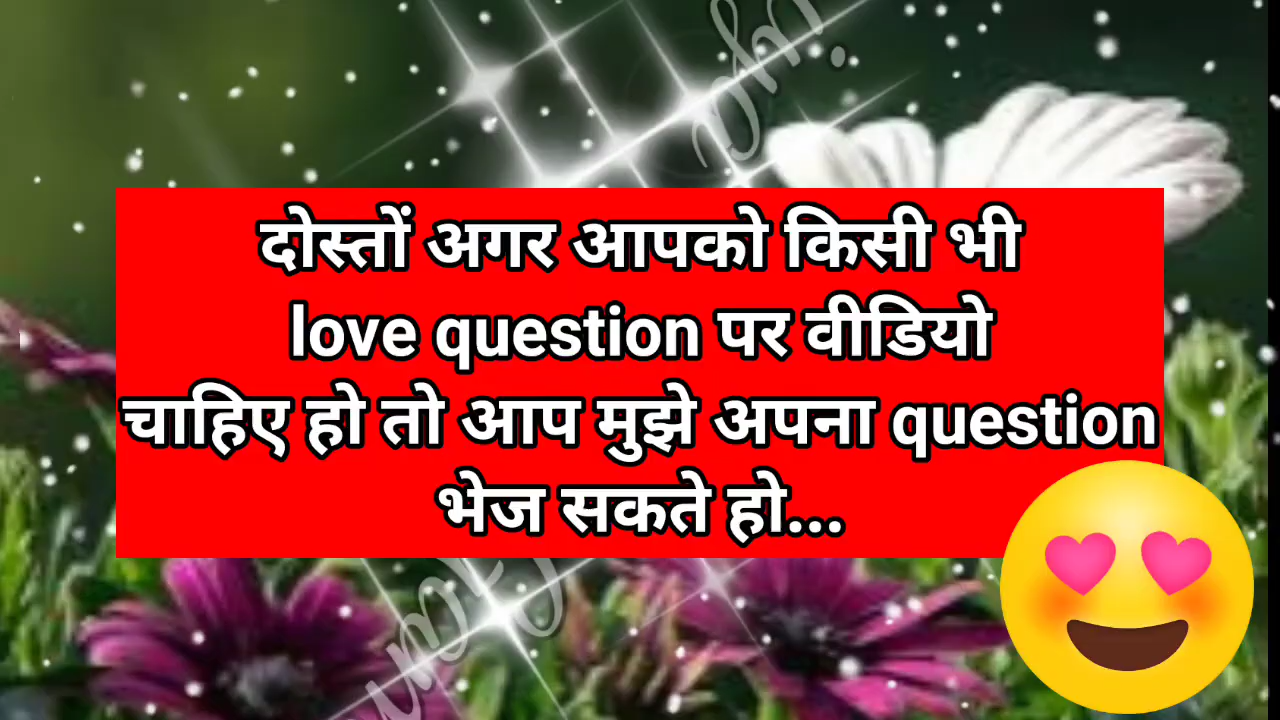 दोस्तों अगर आपको किसी भी
love question पर वीडियो
चाहिए हो तो आप मुझे अपना question
भेज सकते हो...